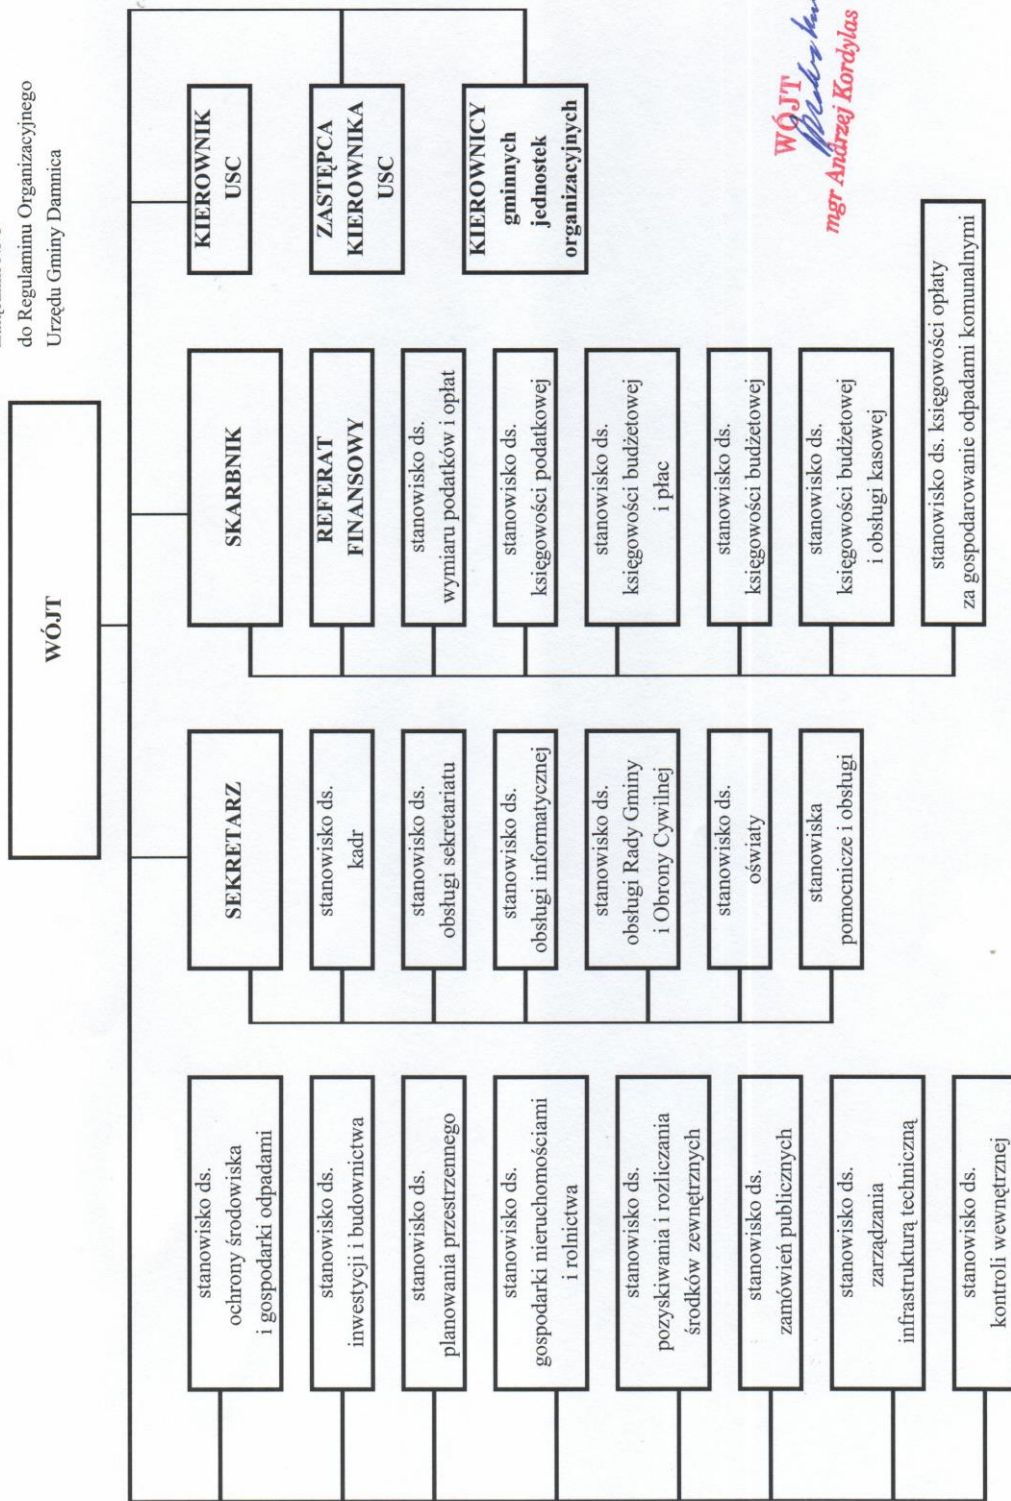 do Regulaminu Organizacyjnego
Urzędu Gminy Damnica
WÓJT
stanowisko ds.
ochrony środowiska
i gospodarki odpadami
stanowisko ds.
inwestycji i budownictwa
stanowisko ds.
planowania przestrzennego
stanowisko ds.
gospodarki nieruchomościami
i rolnictwa
stanowisko ds.
pozyskiwania i rozliczania
środków zewnętrznych
stanowisko ds.
zamówień publicznych
stanowisko ds.
zarządzania
infrastrukturą techniczną
stanowisko ds.
kontroli wewnętrznej
SEKRETARZ
stanowisko ds.
kadr
stanowisko ds.
obsługi sekretariatu
stanowisko ds.
obsługi informatycznej
stanowisko ds.
obsługi Rady Gminy
i Obrony Cywilnej
stanowisko ds.
oświaty
stanowiska
pomocnicze i obsługi
SKARBNIK
REFERAT
FINANSOWY
stanowisko ds.
wymiaru podatków i opłat
stanowisko ds.
księgowości podatkowej
stanowisko ds.
księgowości budżetowej
i płac
stanowisko ds.
księgowości budżetowej
stanowisko ds.
księgowości budżetowej
i obsługi kasowej
stanowisko ds. księgowości opłaty
za gospodarowanie odpadami komunalnymi
KIEROWNIK
USC
ZASTĘPCA
KIEROWNIKA
USC
KIEROWNICY
gminnych
jednostek
organizacyjnych
WÓJT
mgr Andrzej Kordylas